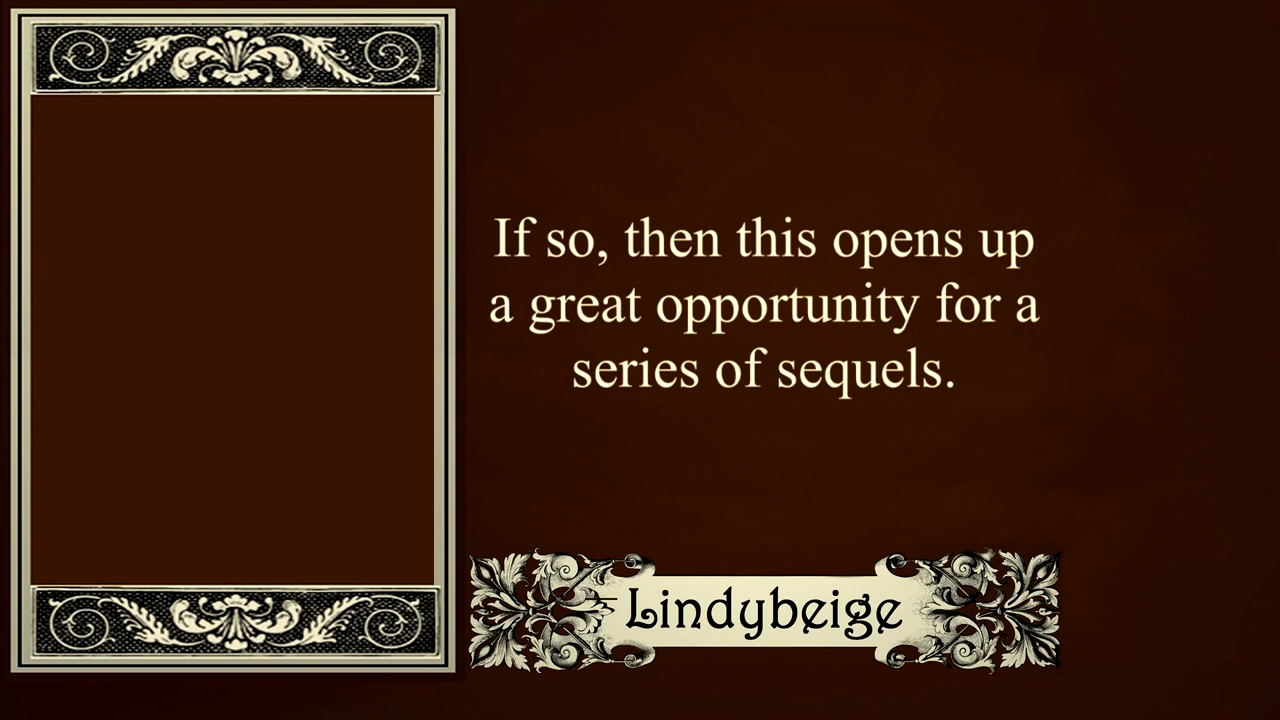 If so, then this opens up
a great opportunity for a
series of sequels.
Lindybeige